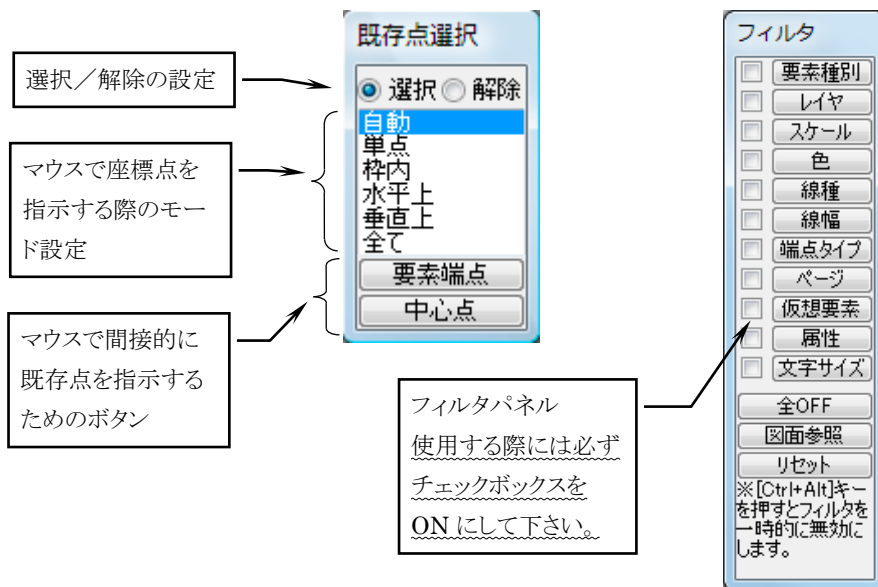 選択／解除の設定
マウスで座標点を
指示する際のモー
ド設定
マウスで間接的に
既存点を指示する
ためのボタン
既存点選択
選択 解除
自動
単点
枠内
水平上
垂直上
全て
要素端点
中心点
フィルタパネル
使用する際には必ず
チェックボックスを
ON にして下さい。
フィルタ
要素種別
レイヤ
スケール
色
線種
線幅
端点タイプ
ページ
仮想要素
属性
文字サイズ
全OFF
図面参照
リセット
※[Ctrl+Alt]キー
を押すとフィルタを
一時的に無効に
します。